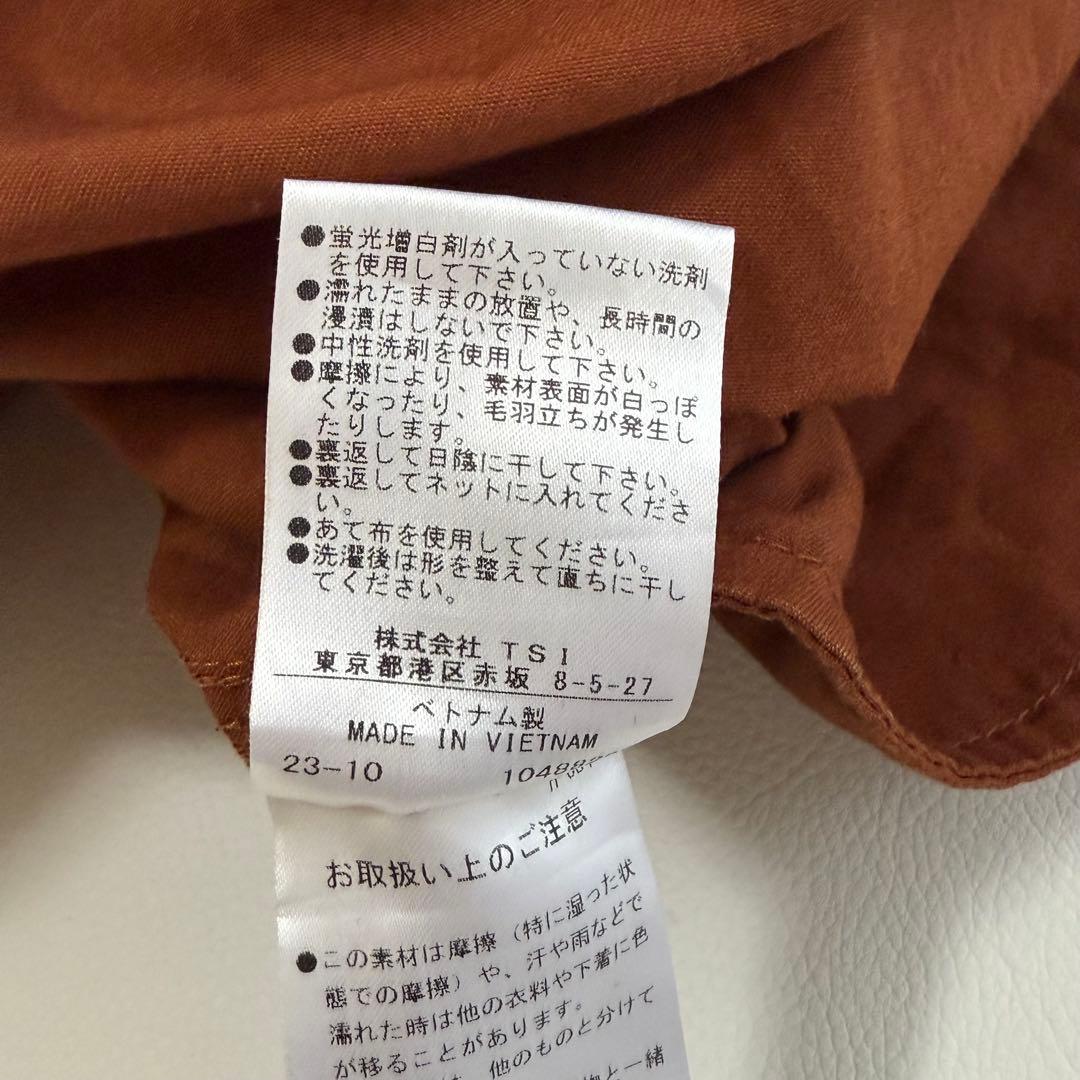 ●蛍光増白剤が入っていない洗剤
を使用して下さい。
●濡れたままの放置や、長時間の
浸漬はしないで下さい。
●中性洗剤を使用して下さい。
●摩擦により、素材表面が白っぽ
くなったり、毛羽立ちが発生し
たりします。
●裏返して日陰に干して下さい。
●裏返してネットに入れてくださ
い。
●あて布を使用してください。
●洗濯後は形を整えて直ちに干し
てください。
株式会社 TSI
東京都港区赤坂 8-5-27
ベトナム製
MADE IN VIETNAM
23-10
お取扱い上のご注意
●この素材は摩擦（特に湿った状
態での摩擦）や、汗や雨などで
濡れた時は他の衣料や下着に色
が移ることがあります。
他のものと分けて
と一緒